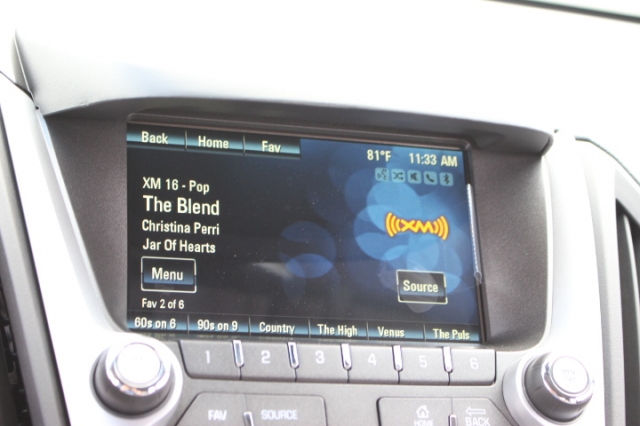 Back Home Fav
81°F 11:33 AM
XM 16 - Pop
The Blend
Christina Perri
Jar Of Hearts
((XM))
Menu
Source
Fav 2 of 6
60s on 6 90s on 9 Country The High Venus The Puls
1 2 3 4 5 6
FAV SOURCE HOME BACK